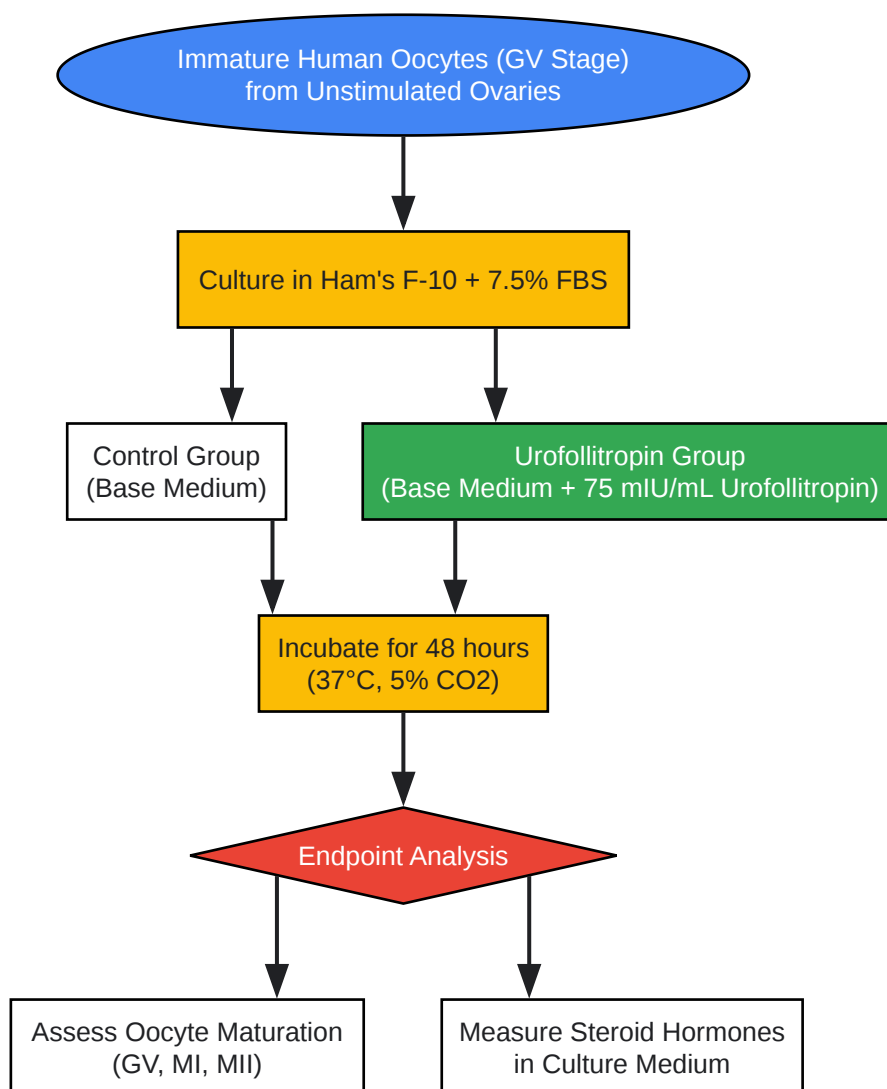 Immature Human Oocytes (GV Stage)
from Unstimulated Ovaries
Culture in Ham's F-10 + 7.5% FBS
Control Group
(Base Medium)
Urofollitropin Group
(Base Medium + 75 mIU/mL Urofollitropin)
Incubate for 48 hours
(37°C, 5% CO2)
Endpoint Analysis
Assess Oocyte Maturation
(GV, MI, MII)
Measure Steroid Hormones
in Culture Medium